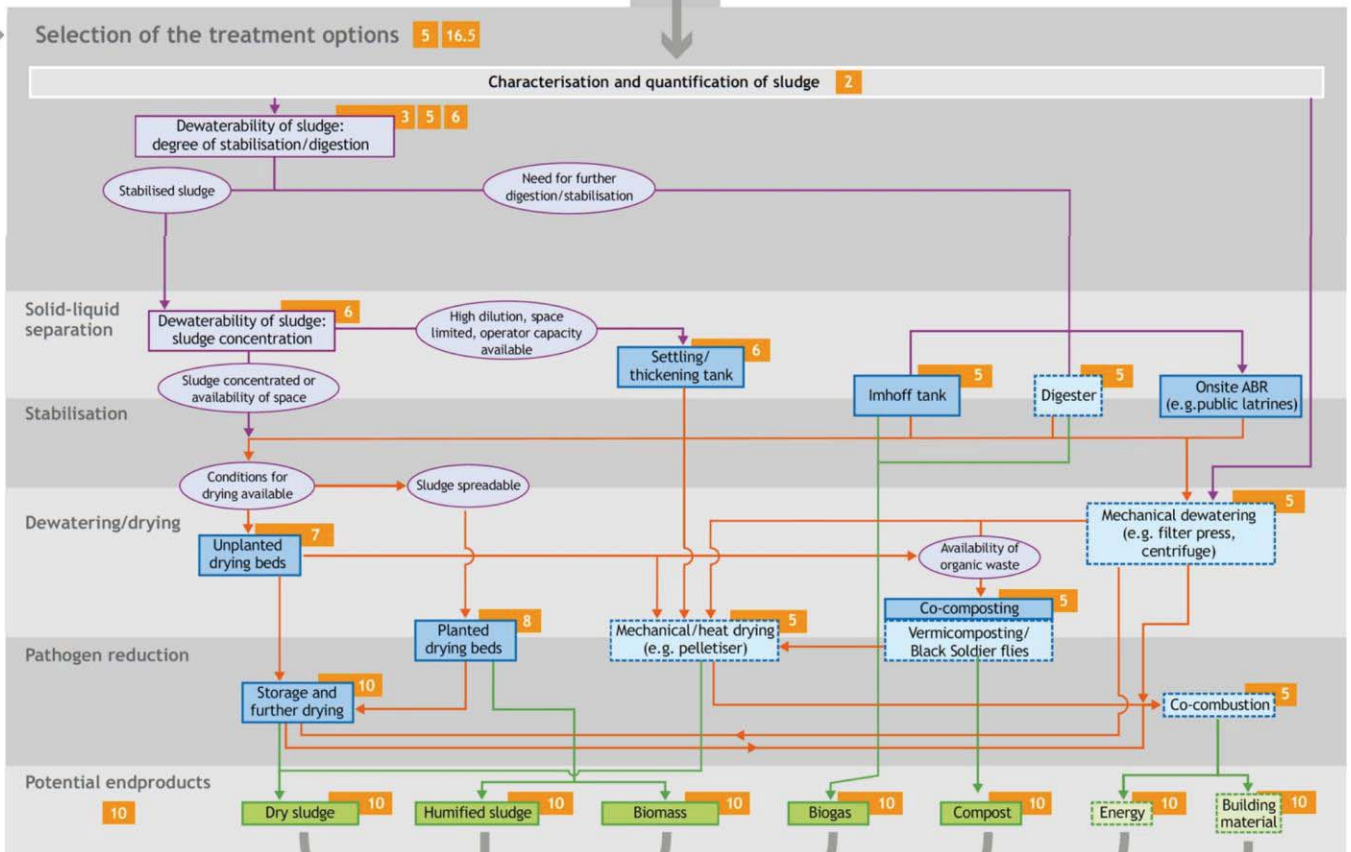 Selection of the treatment options 5 16.5
Characterisation and quantification of sludge 2
3 5 6
Dewaterability of sludge:
degree of stabilisation/digestion
Stabilised sludge
Need for further
digestion/stabilisation
Solid-liquid
separation
6
Dewaterability of sludge:
sludge concentration
High dilution, space
limited, operator capacity
available
6
Settling/
thickening tank
Sludge concentrated or
availability of space
5
Imhoff tank
5
Digester
5
Onsite ABR
(e.g.public latrines)
Stabilisation
Conditions for
drying available
Sludge spreadable
Dewatering/drying
7
Unplanted
drying beds
Availability of
organic waste
5
Mechanical dewatering
(e.g. filter press,
centrifuge)
8
Planted
drying beds
5
Mechanical/heat drying
(e.g. pelletiser)
5
Co-composting
Vermicomposting/
Black Soldier flies
Pathogen reduction
10
Storage and
further drying
5
Co-combustion
Potential endproducts
10
Dry sludge 10
Humified sludge 10
Biomass 10
Biogas 10
Compost 10
Energy 10
Building
material
10